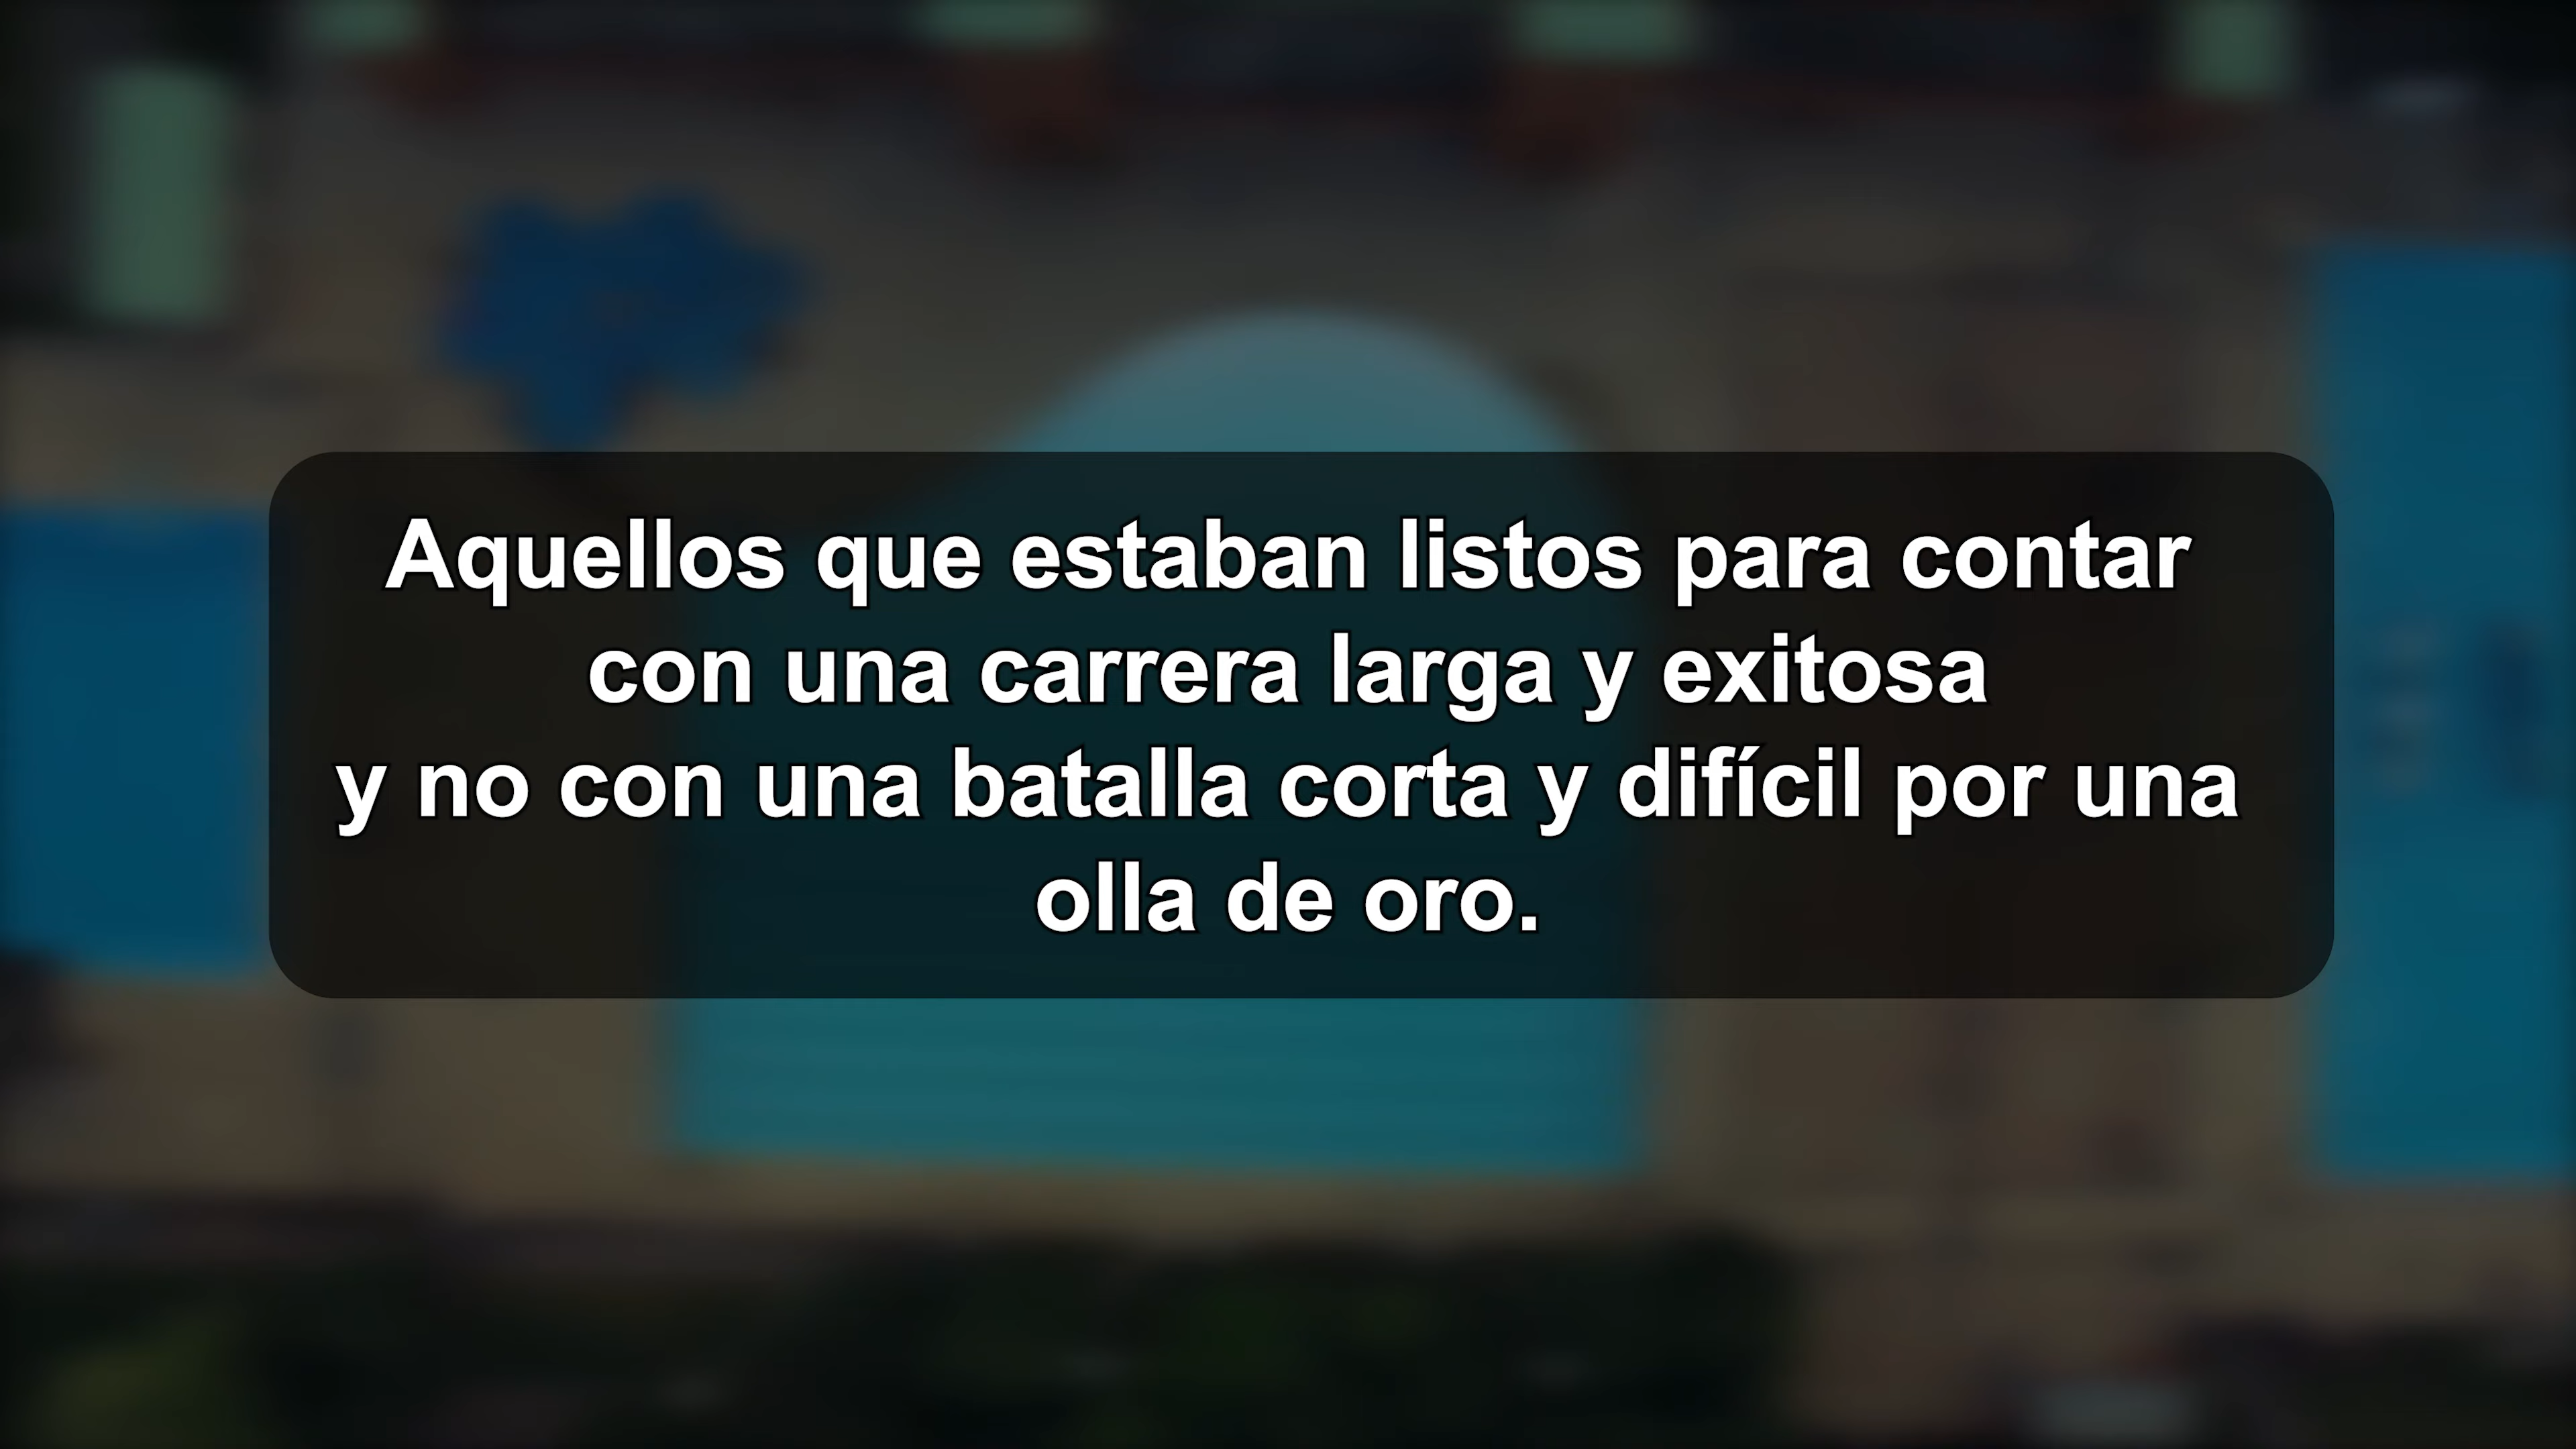 Aquellos que estaban listos para contar
con una carrera larga y exitosa
y no con una batalla corta y difícil por una
olla de oro.